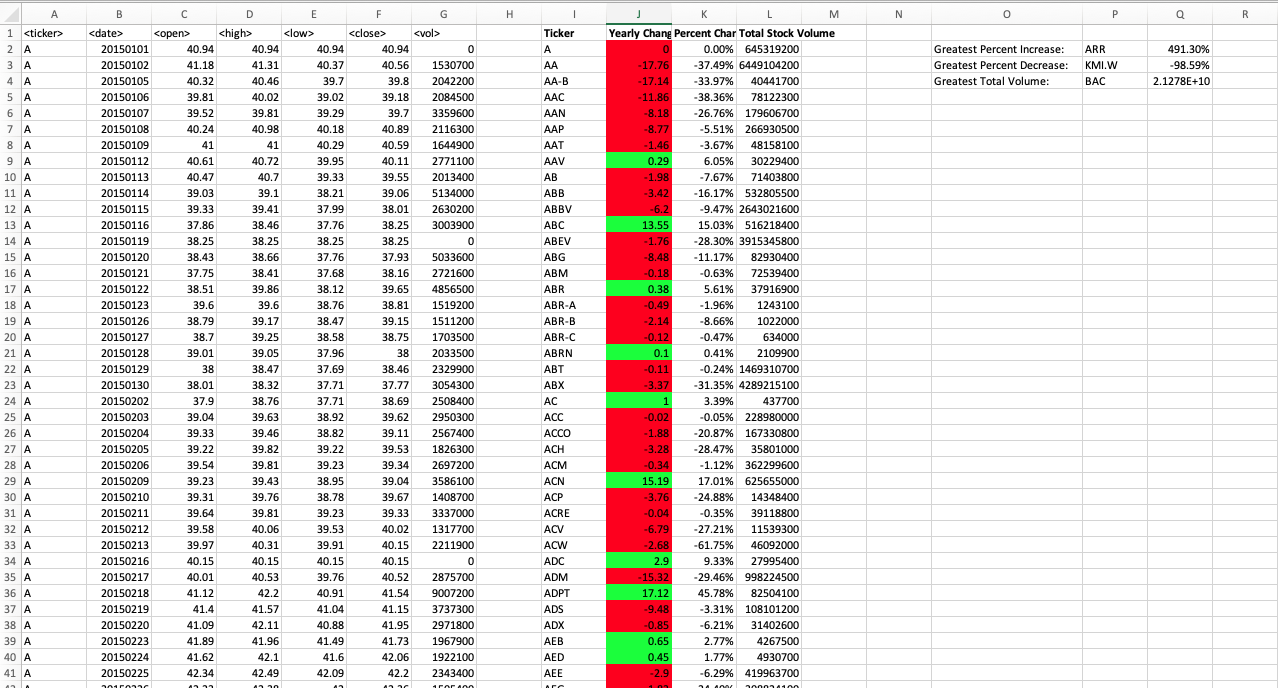 A B C D E F G H I J K L M N O P Q R
1 <ticker> <date> <open> <high> <low> <close> <vol> Ticker Yearly Chang Percent Char Total Stock Volume
2 A 20150101 40.94 40.94 40.94 40.94 0 A 0 0.00% 645319200 Greatest Percent Increase: ARR 491.30%
3 A 20150102 41.18 41.31 40.37 40.56 1530700 AA -17.76 -37.49% 6449104200 Greatest Percent Decrease: KMI.W -98.59%
4 A 20150105 40.32 40.46 39.7 39.8 2042200 AA-B -17.14 -33.97% 40441700 Greatest Total Volume: BAC 2.1278E+10
5 A 20150106 39.81 40.02 39.02 39.18 2084500 AAC -11.86 -38.36% 78122300
6 A 20150107 39.52 39.81 39.29 39.7 3359600 AAN -8.18 -26.76% 179606700
7 A 20150108 40.24 40.98 40.18 40.89 2116300 AAP -8.77 -5.51% 266930500
8 A 20150109 41 41 40.29 40.59 1644900 AAT -1.46 -3.67% 48158100
9 A 20150112 40.61 40.72 39.95 40.11 2771100 AAV 0.29 6.05% 30229400
10 A 20150113 40.47 40.7 39.33 39.55 2013400 AB -1.98 -7.67% 71403800
11 A 20150114 39.03 39.1 38.21 39.06 5134000 ABB -3.42 -16.17% 532805500
12 A 20150115 39.33 39.41 37.99 38.01 2630200 ABBV -6.2 -9.47% 2643021600
13 A 20150116 37.86 38.46 37.76 38.25 3003900 ABC 13.55 15.03% 516218400
14 A 20150119 38.25 38.25 38.25 38.25 0 ABEV -1.76 -28.30% 3915345800
15 A 20150120 38.43 38.66 37.76 37.93 5033600 ABG -8.48 -11.17% 82930400
16 A 20150121 37.75 38.41 37.68 38.16 2721600 ABM -0.18 -0.63% 72539400
17 A 20150122 38.51 39.86 38.12 39.65 4856500 ABR 0.38 5.61% 37916900
18 A 20150123 39.6 39.6 38.76 38.81 1519200 ABR-A -0.49 -1.96% 1243100
19 A 20150126 38.79 39.17 38.47 39.15 1511200 ABR-B -2.14 -8.66% 1022000
20 A 20150127 38.7 39.25 38.58 38.75 1703500 ABR-C -0.12 -0.47% 634000
21 A 20150128 39.01 39.05 37.96 38 2033500 ABRN 0.1 0.41% 2109900
22 A 20150129 38 38.47 37.69 38.46 2329900 ABT -0.11 -0.24% 1469310700
23 A 20150130 38.01 38.32 37.71 37.77 3054300 ABX -3.37 -31.35% 4289215100
24 A 20150202 37.9 38.76 37.71 38.69 2508400 AC 1 3.39% 437700
25 A 20150203 39.04 39.63 38.92 39.62 2950300 ACC -0.02 -0.05% 228980000
26 A 20150204 39.33 39.46 38.82 39.11 2567400 ACCO -1.88 -20.87% 167330800
27 A 20150205 39.22 39.82 39.22 39.53 1826300 ACH -3.28 -28.47% 35801000
28 A 20150206 39.54 39.81 39.23 39.34 2697200 ACM -0.34 -1.12% 362299600
29 A 20150209 39.23 39.43 38.95 39.04 3586100 ACN 15.19 17.01% 625655000
30 A 20150210 39.31 39.76 38.78 39.67 1408700 ACP -3.76 -24.88% 14348400
31 A 20150211 39.64 39.81 39.23 39.33 3337000 ACRE -0.04 -0.35% 39118800
32 A 20150212 39.58 40.06 39.53 40.02 1317700 ACV -6.79 -27.21% 11539300
33 A 20150213 39.97 40.31 39.91 40.15 2211900 ACW -2.68 -61.75% 46092000
34 A 20150216 40.15 40.15 40.15 40.15 0 ADC 2.9 9.33% 27995400
35 A 20150217 40.01 40.53 39.76 40.52 2875700 ADM -15.32 -29.46% 998224500
36 A 20150218 41.12 42.2 40.91 41.54 9007200 ADPT 17.12 45.78% 82504100
37 A 20150219 41.4 41.57 41.04 41.15 3737300 ADS -9.48 -3.31% 108101200
38 A 20150220 41.09 42.11 40.88 41.95 2971800 ADX -0.85 -6.21% 31402600
39 A 20150223 41.89 41.96 41.49 41.73 1967900 AEB 0.65 2.77% 4267500
40 A 20150224 41.62 42.1 41.6 42.06 1922100 AED 0.45 1.77% 4930700
41 A 20150225 42.34 42.49 42.09 42.2 2343400 AEE -2.9 -6.29% 419963700